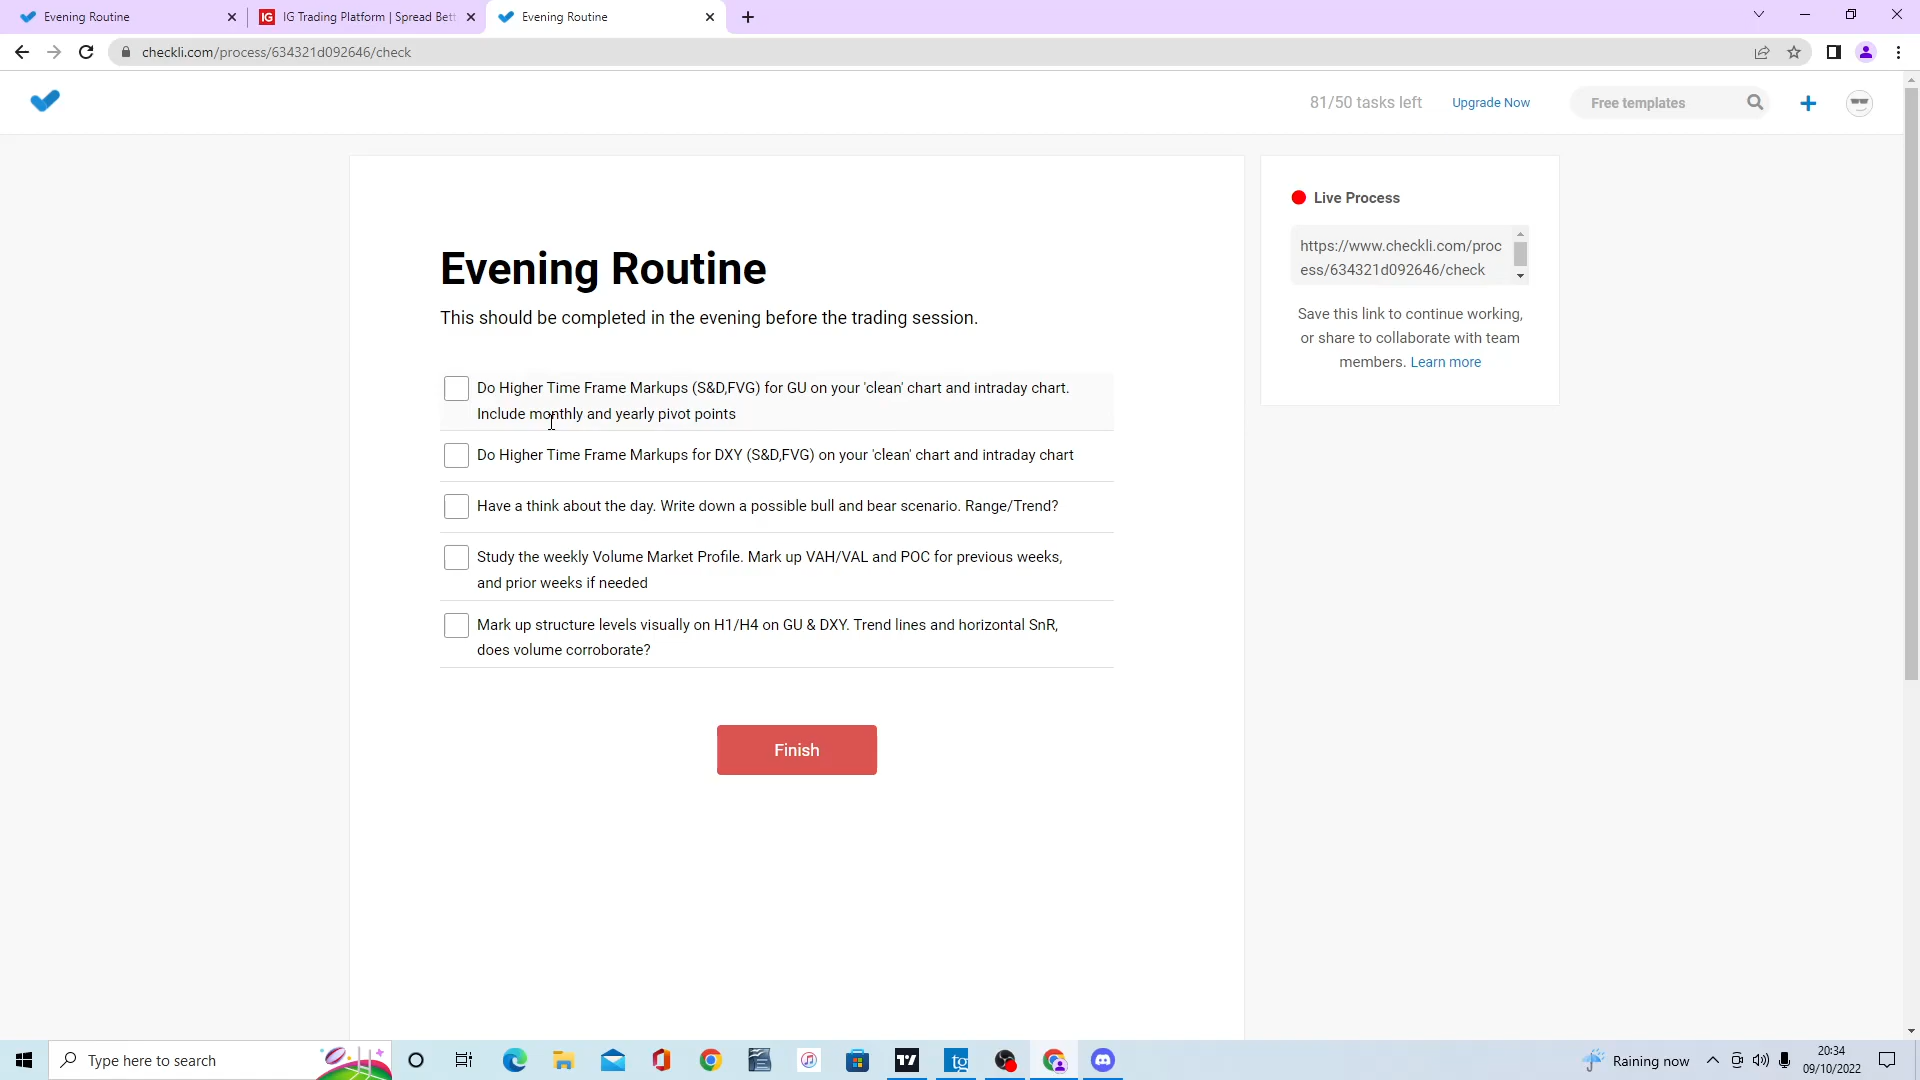 Evening Routine
IG Trading Platform | Spread Bett
Evening Routine
checkli.com/process/634321d092646/check
81/50 tasks left
Upgrade Now
Free templates
Evening Routine
This should be completed in the evening before the trading session.
Do Higher Time Frame Markups (S&D,FVG) for GU on your 'clean' chart and intraday chart.
Include monthly and yearly pivot points
Do Higher Time Frame Markups for DXY (S&D,FVG) on your 'clean' chart and intraday chart
Have a think about the day. Write down a possible bull and bear scenario. Range/Trend?
Study the weekly Volume Market Profile. Mark up VAH/VAL and POC for previous weeks,
and prior weeks if needed
Mark up structure levels visually on H1/H4 on GU & DXY. Trend lines and horizontal SnR,
does volume corroborate?
Finish
Live Process
https://www.checkli.com/proc
ess/634321d092646/check
Save this link to continue working,
or share to collaborate with team
members. Learn more
Type here to search
tg
Raining now
20:34
09/10/2022